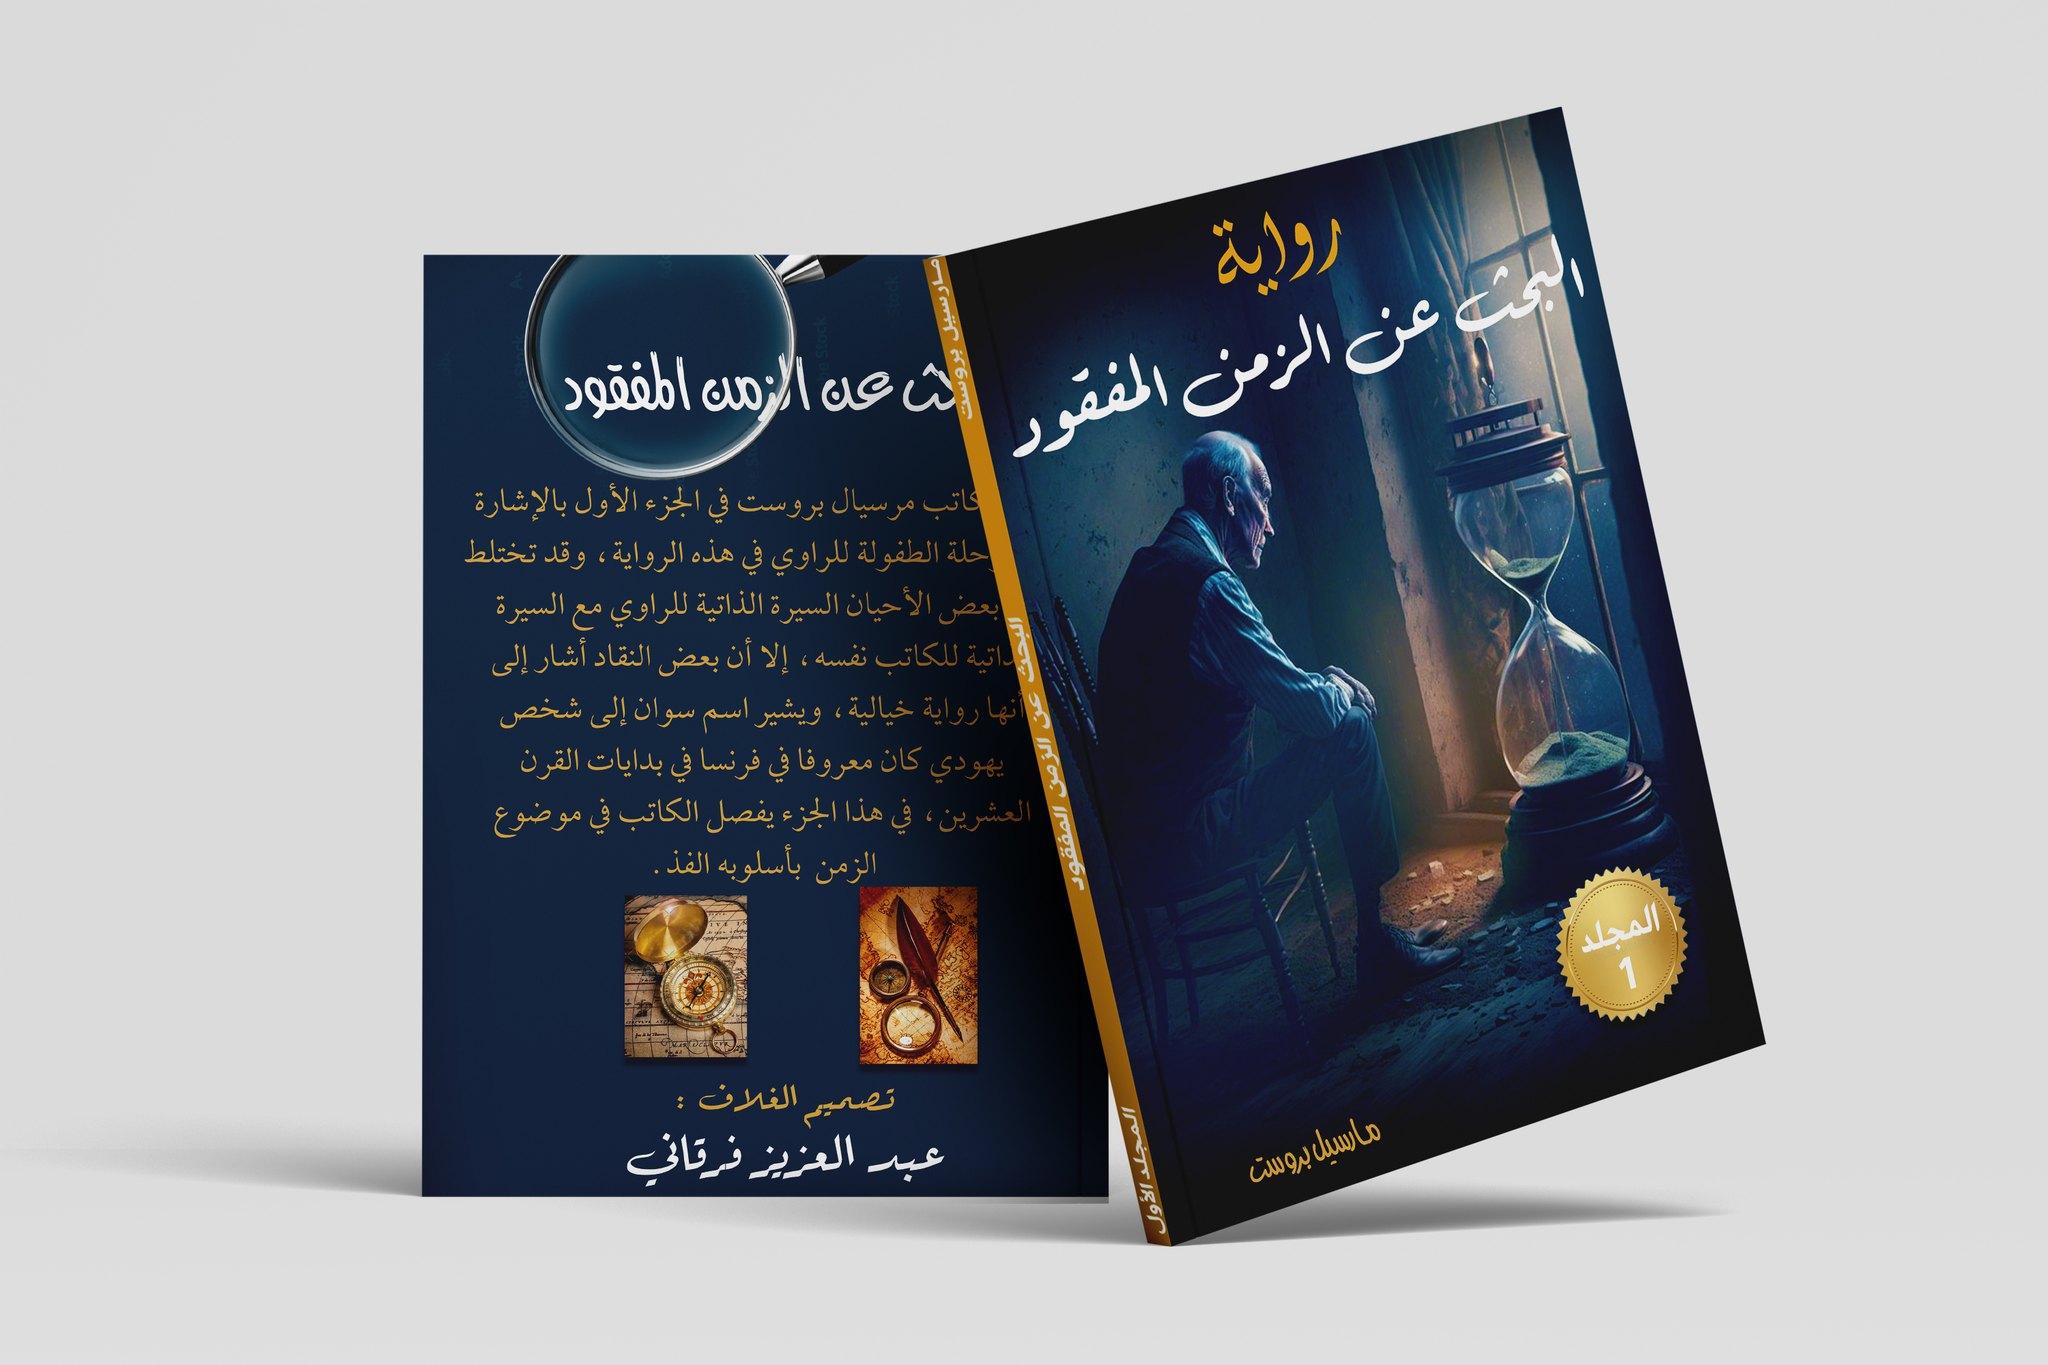 رواية
البحث عن الزمن المفقود
المجلد
1
مارسيل بروست
مارسيل بروست
البحث عن الزمن المفقود
المجلد الأول
عن الزمن المفقود
مرسيال بروست في الجزء الأول بالإشارة
الطفولة للراوي في هذه الرواية، وقد تختلط
بعض الأحيان السيرة الذاتية للراوي مع السيرة
للكاتب نفسه، إلا أن بعض النقاد أشار إلى
أنها رواية خيالية، ويشير اسم سوان إلى شخص
يهودي كان معروفا في فرنسا في بدايات القرن
العشرين، في هذا الجزء يفصل الكاتب في موضوع
الزمن بأسلوبه الفذ.
تصميم الغلاف :
عبد العزيز فرقاني